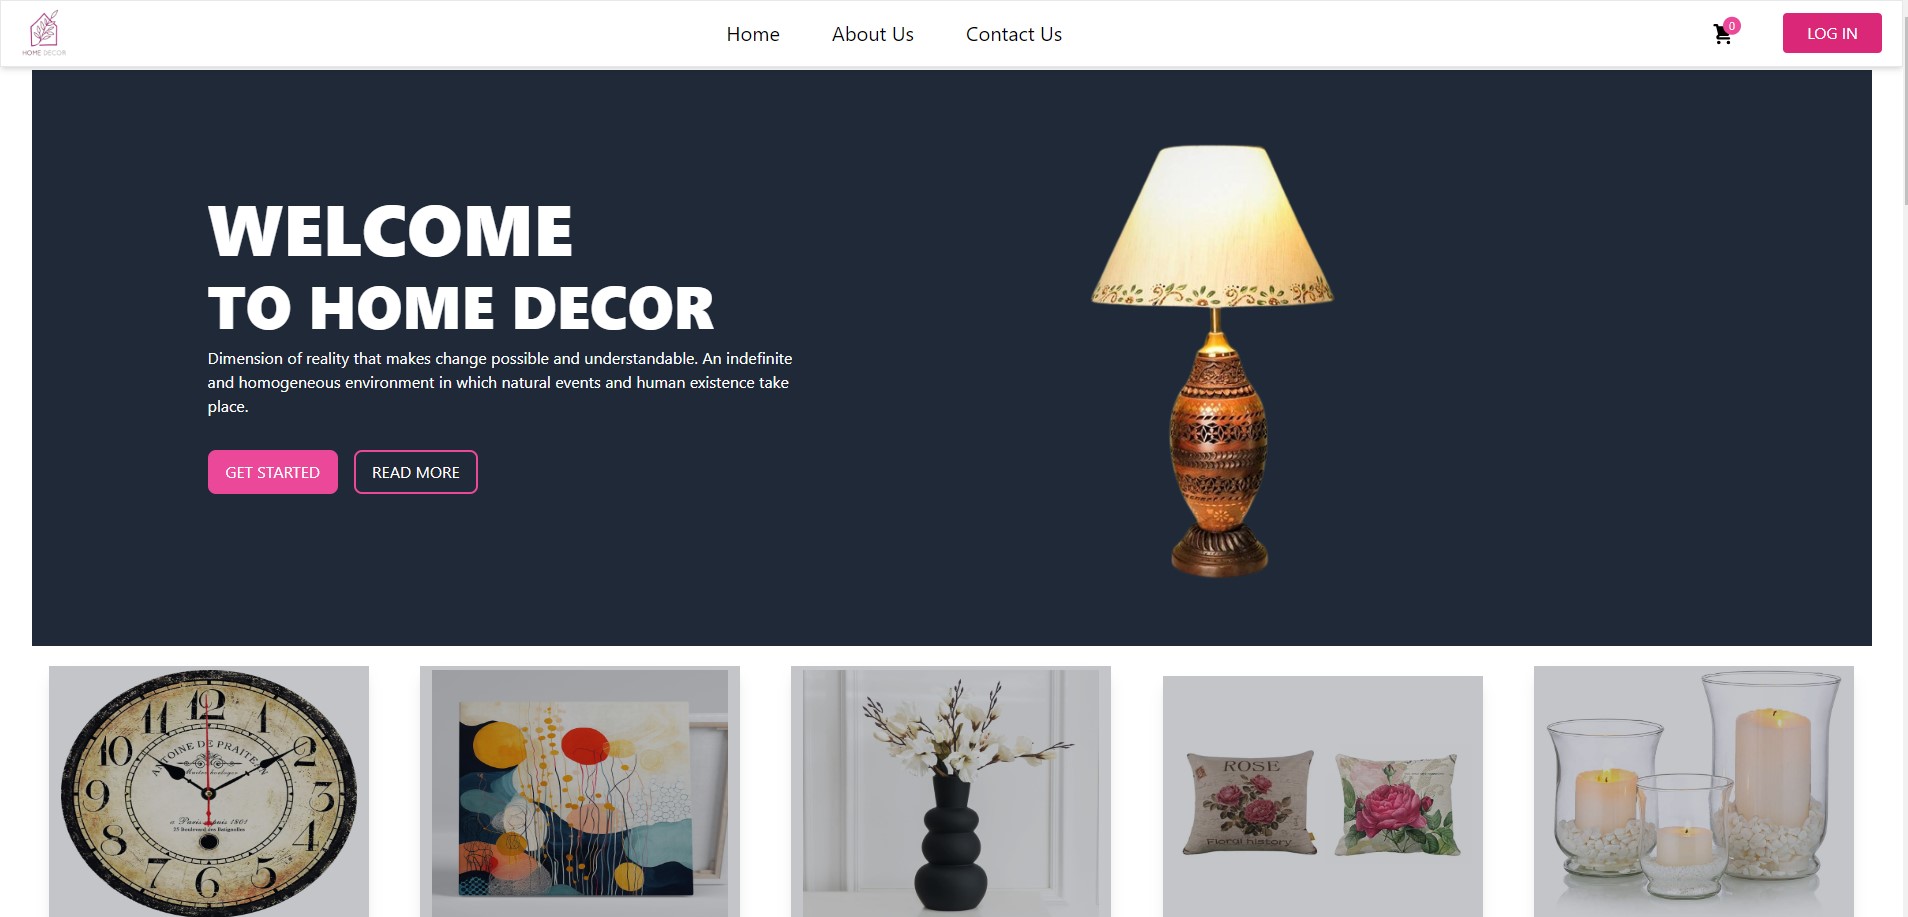 HOME DECOR
Home
About Us
Contact Us
0
LOG IN
WELCOME
TO HOME DECOR
Dimension of reality that makes change possible and understandable. An indefinite
and homogeneous environment in which natural events and human existence take
place.
GET STARTED
READ MORE
12
1
2
3
4
5
6
7
8
9
10
11
ANTOINE DE PRAITEN
ROSE
Floral history